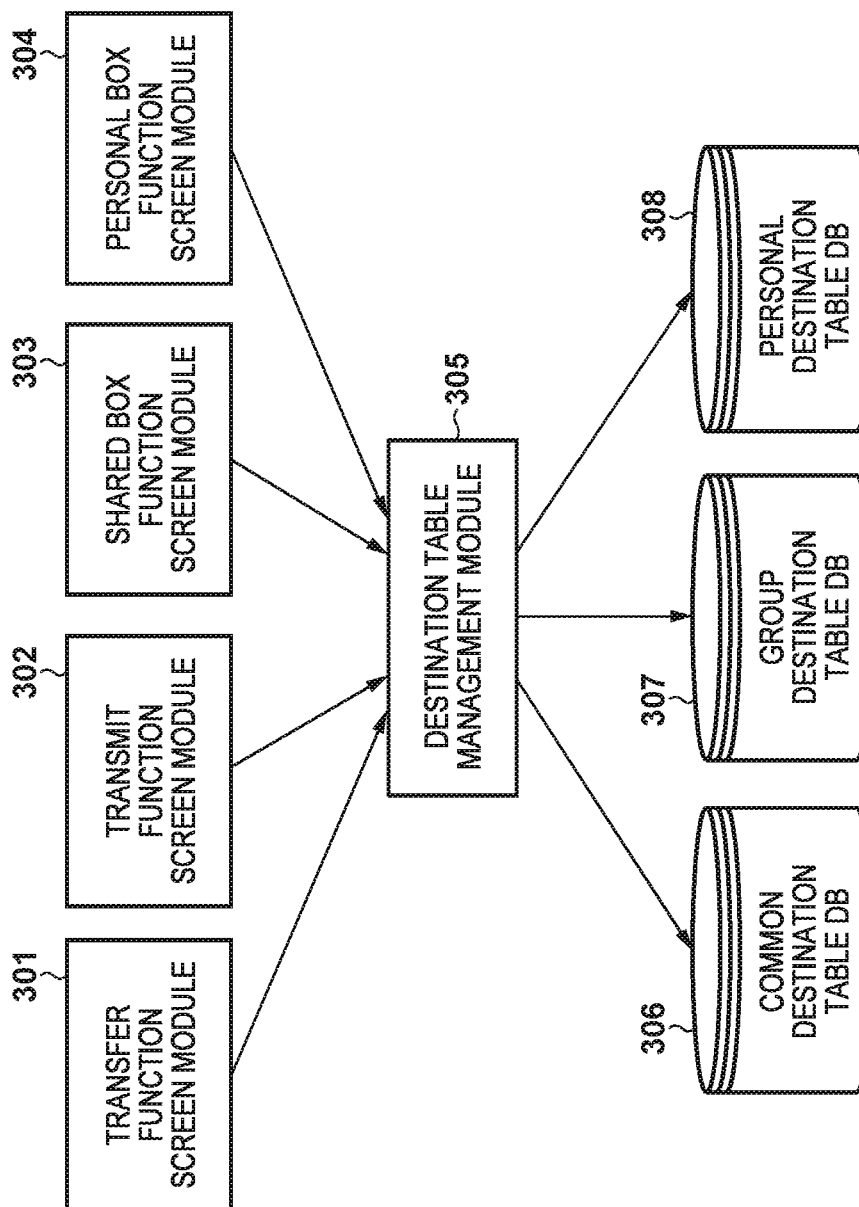 301
TRANSFER
FUNCTION
SCREEN MODULE
302
TRANSMIT
FUNCTION
SCREEN MODULE
303
SHARED BOX
FUNCTION
SCREEN MODULE
304
PERSONAL BOX
FUNCTION
SCREEN MODULE
305
DESTINATION TABLE
MANAGEMENT MODULE
306
COMMON
DESTINATION
TABLE DB
307
GROUP
DESTINATION
TABLE DB
308
PERSONAL
DESTINATION
TABLE DB